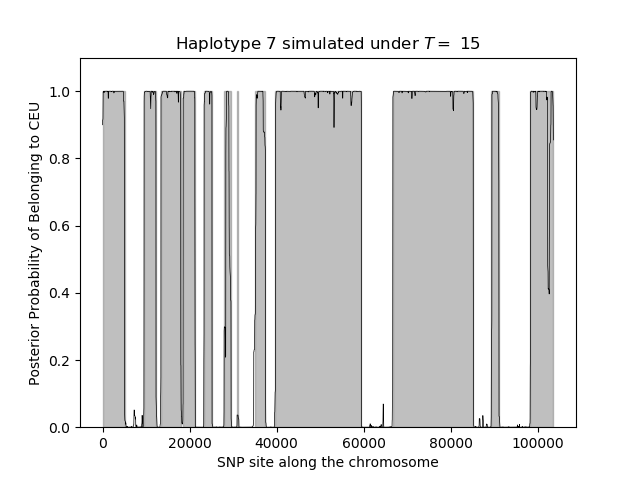 Haplotype 7 simulated under T = 15
Posterior Probability of Belonging to CEU
1.0
0.8
0.6
0.4
0.2
0.0
0 20000 40000 60000 80000 100000
SNP site along the chromosome